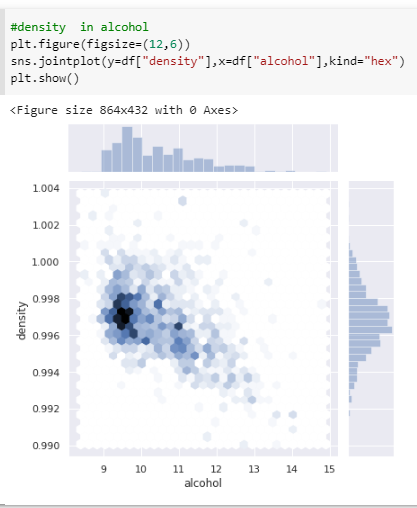 #density  in alcohol
plt.figure(figsize=(12,6))
sns.jointplot(y=df["density"],x=df["alcohol"],kind="hex")
plt.show()
<Figure size 864x432 with 0 Axes>
1.004
1.002
1.000
0.998
0.996
0.994
0.992
0.990
density
9 10 11 12 13 14 15
alcohol